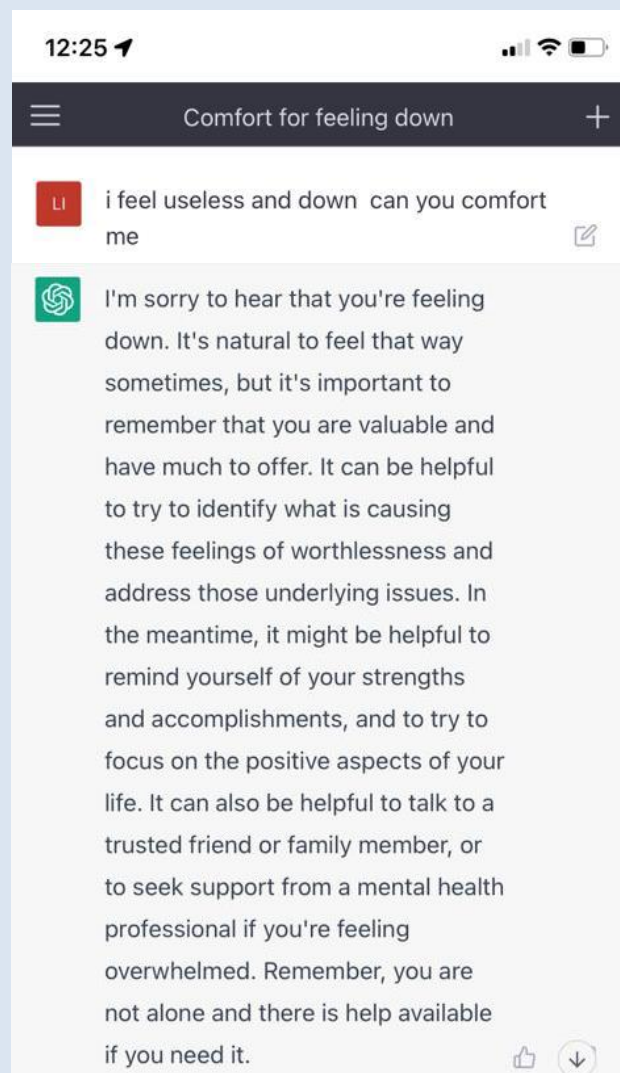 12:25
Comfort for feeling down
LI
i feel useless and down  can you comfort
me
I'm sorry to hear that you're feeling
down. It's natural to feel that way
sometimes, but it's important to
remember that you are valuable and
have much to offer. It can be helpful
to try to identify what is causing
these feelings of worthlessness and
address those underlying issues. In
the meantime, it might be helpful to
remind yourself of your strengths
and accomplishments, and to try to
focus on the positive aspects of your
life. It can also be helpful to talk to a
trusted friend or family member, or
to seek support from a mental health
professional if you're feeling
overwhelmed. Remember, you are
not alone and there is help available
if you need it.